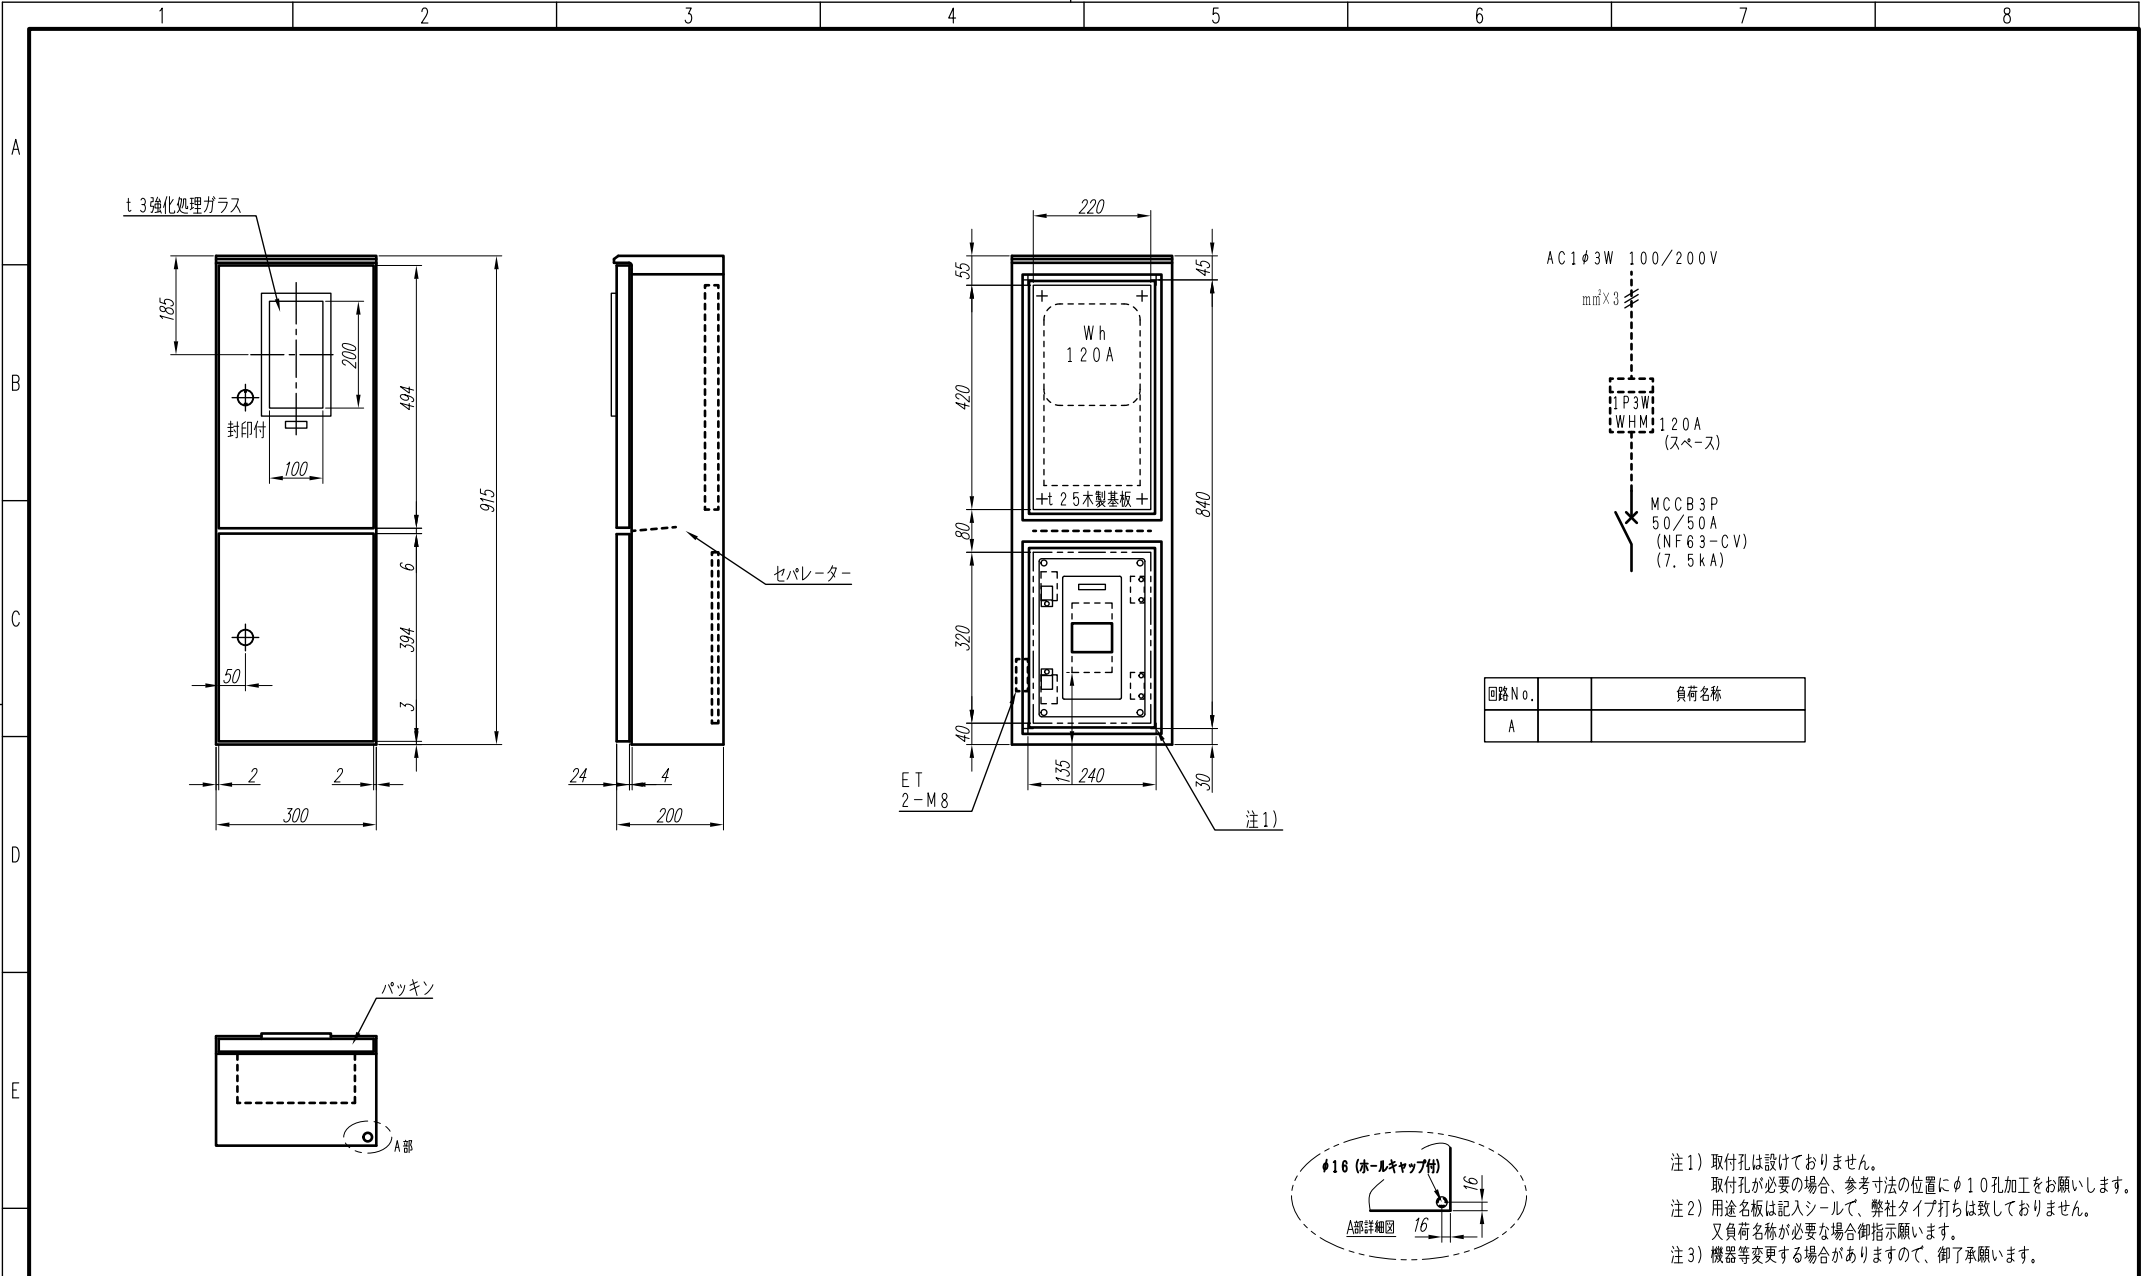 1 2 3 4 5 6 7 8
A
B
C
D
E
t3強化処理ガラス
185
200
封印付
100
494
915
6
394
3
50
2
2
300
セパレーター
24
4
200
220
55
45
Wh
120A
420
t25木製基板
840
80
320
40
135
240
30
ET
2-M8
注1)
AC1φ3W 100/200V
mm²×3
1P3W
WHM
120A
(スペース)
MCCB3P
50/50A
(NF63-CV)
(7.5kA)
回路No. 負荷名称
A
パッキン
A部
φ16(ホールキャップ付)
16
A部詳細図
16
注1) 取付孔は設けておりません。
取付孔が必要の場合、参考寸法の位置にφ10孔加工をお願いします。
注2) 用途名板は記入シールで、弊社タイプ打ちは致しておりません。
又負荷名称が必要な場合御指示願います。
注3) 機器等変更する場合がありますので、御了承願います。